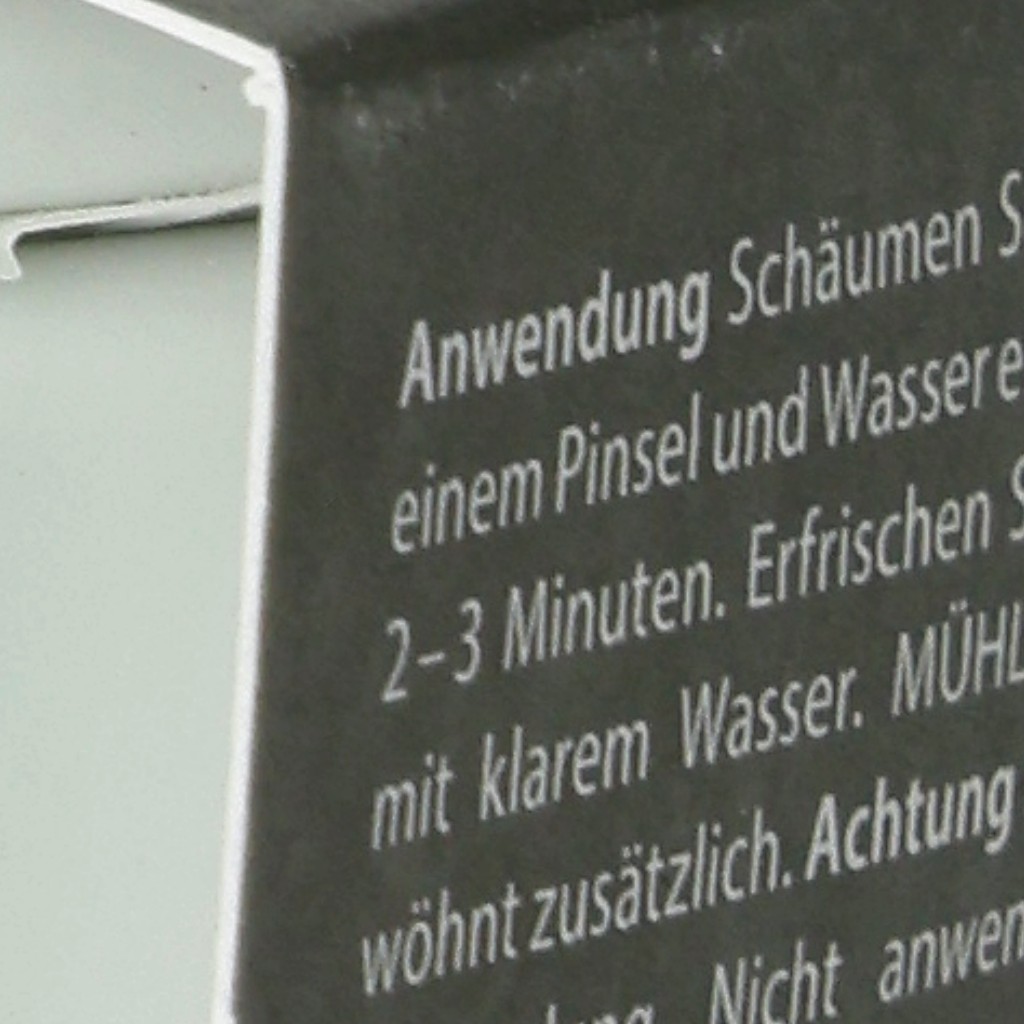 Anwendung Schäumen S
einem Pinsel und Wasser e
2–3 Minuten. Erfrischen S
mit klarem Wasser. MÜHL
wöhnt zusätzlich. Achtung
Nicht anwen